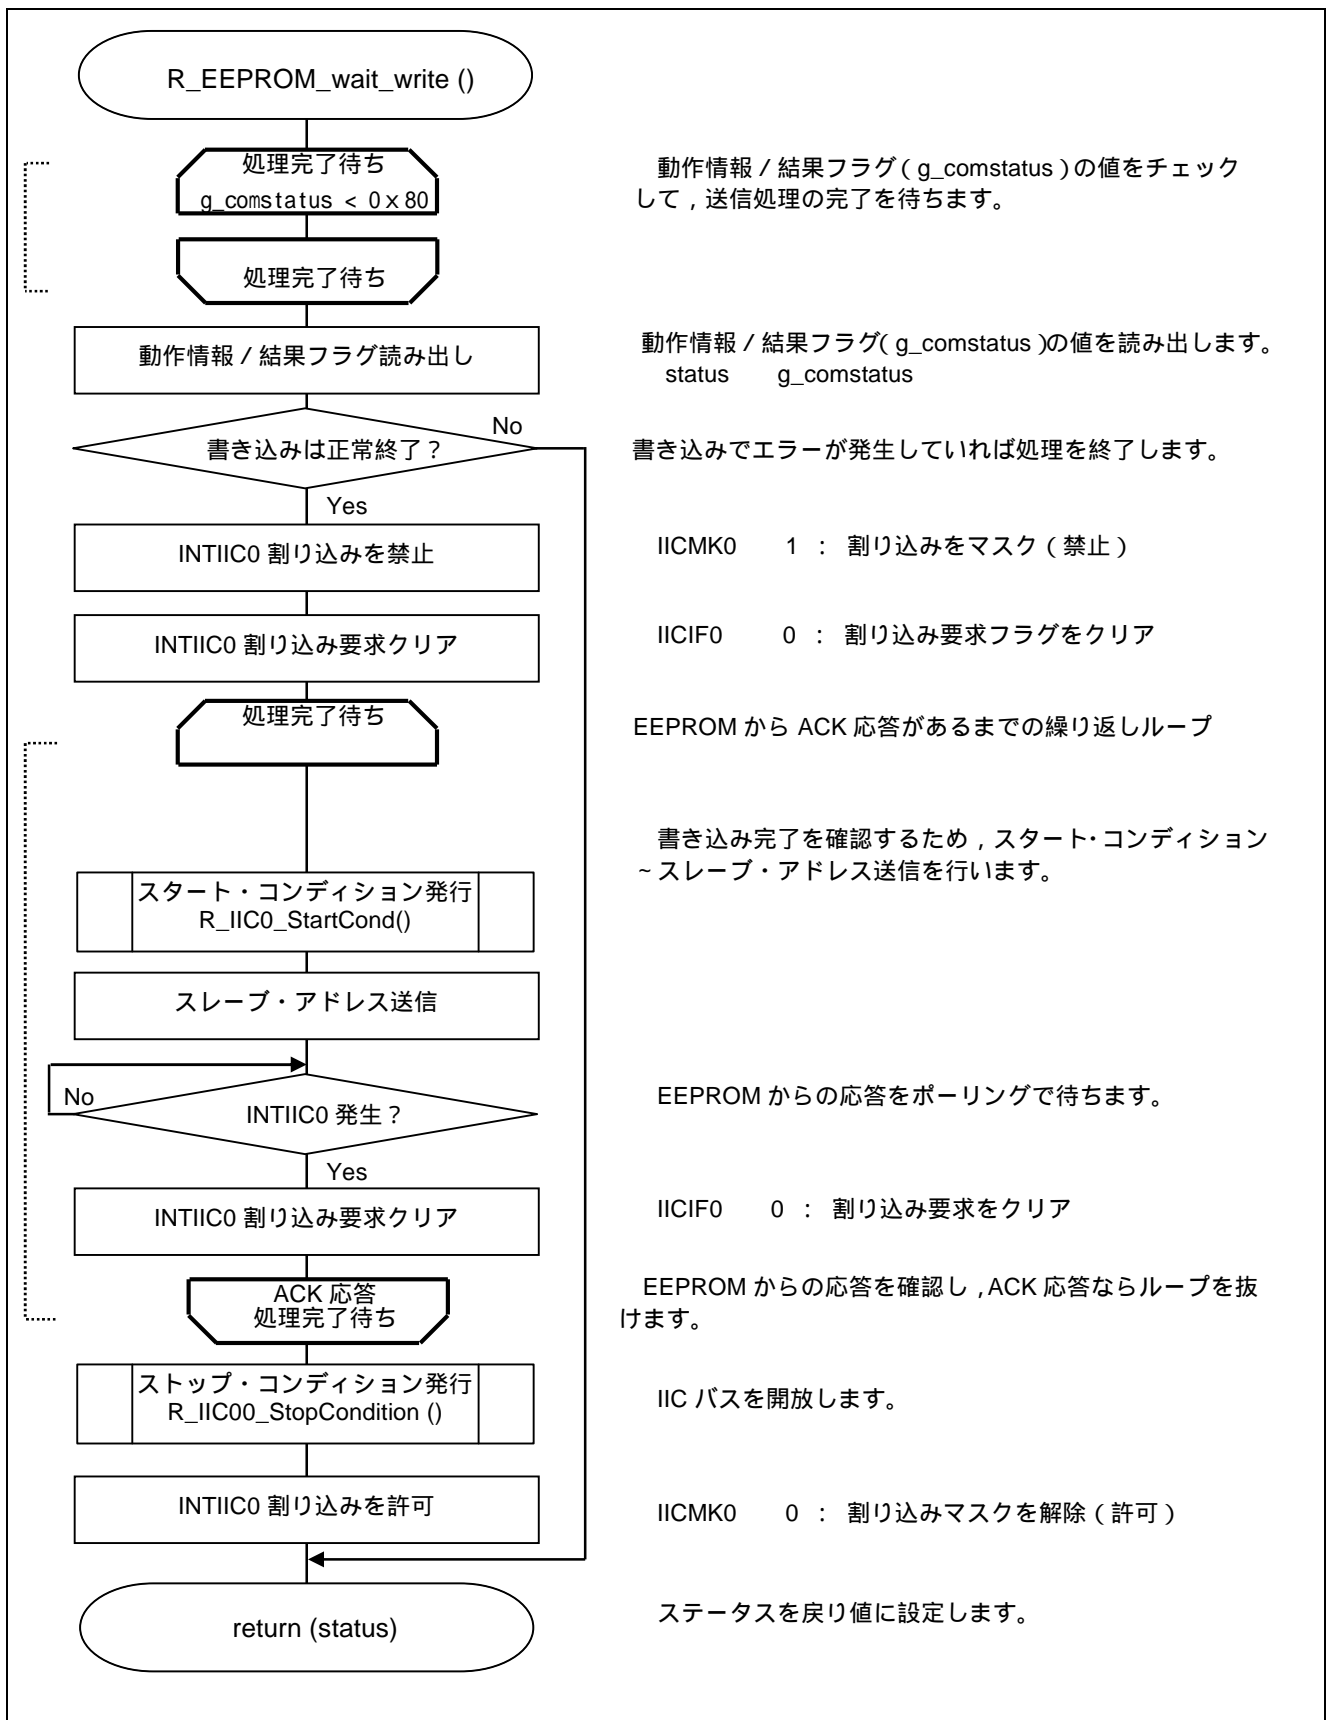 R_EEPROM_wait_write ()
処理完了待ち
g_comstatus < 0×80
動作情報 / 結果フラグ ( g_comstatus ) の値をチェック
して , 送信処理の完了を待ちます。
処理完了待ち
動作情報 / 結果フラグ読み出し
動作情報 / 結果フラグ( g_comstatus )の値を読み出します。
status g_comstatus
書き込みは正常終了?
No
書き込みでエラーが発生していれば処理を終了します。
Yes
INTIIC0 割り込みを禁止
IICMK0 1 : 割り込みをマスク ( 禁止 )
INTIIC0 割り込み要求クリア
IICIF0 0 : 割り込み要求フラグをクリア
処理完了待ち
EEPROM から ACK 応答があるまでの繰り返しループ
書き込み完了を確認するため , スタート・コンディション
~ スレーブ・アドレス送信を行います。
スタート・コンディション発行
R_IIC0_StartCond()
スレーブ・アドレス送信
No
INTIIC0 発生?
EEPROM からの応答をポーリングで待ちます。
Yes
INTIIC0 割り込み要求クリア
IICIF0 0 : 割り込み要求をクリア
ACK 応答
処理完了待ち
EEPROM からの応答を確認し , ACK 応答ならループを抜
けます。
ストップ・コンディション発行
R_IIC00_StopCondition ()
IIC バスを開放します。
INTIIC0 割り込みを許可
IICMK0 0 : 割り込みマスクを解除 ( 許可 )
return (status)
ステータスを戻り値に設定します。